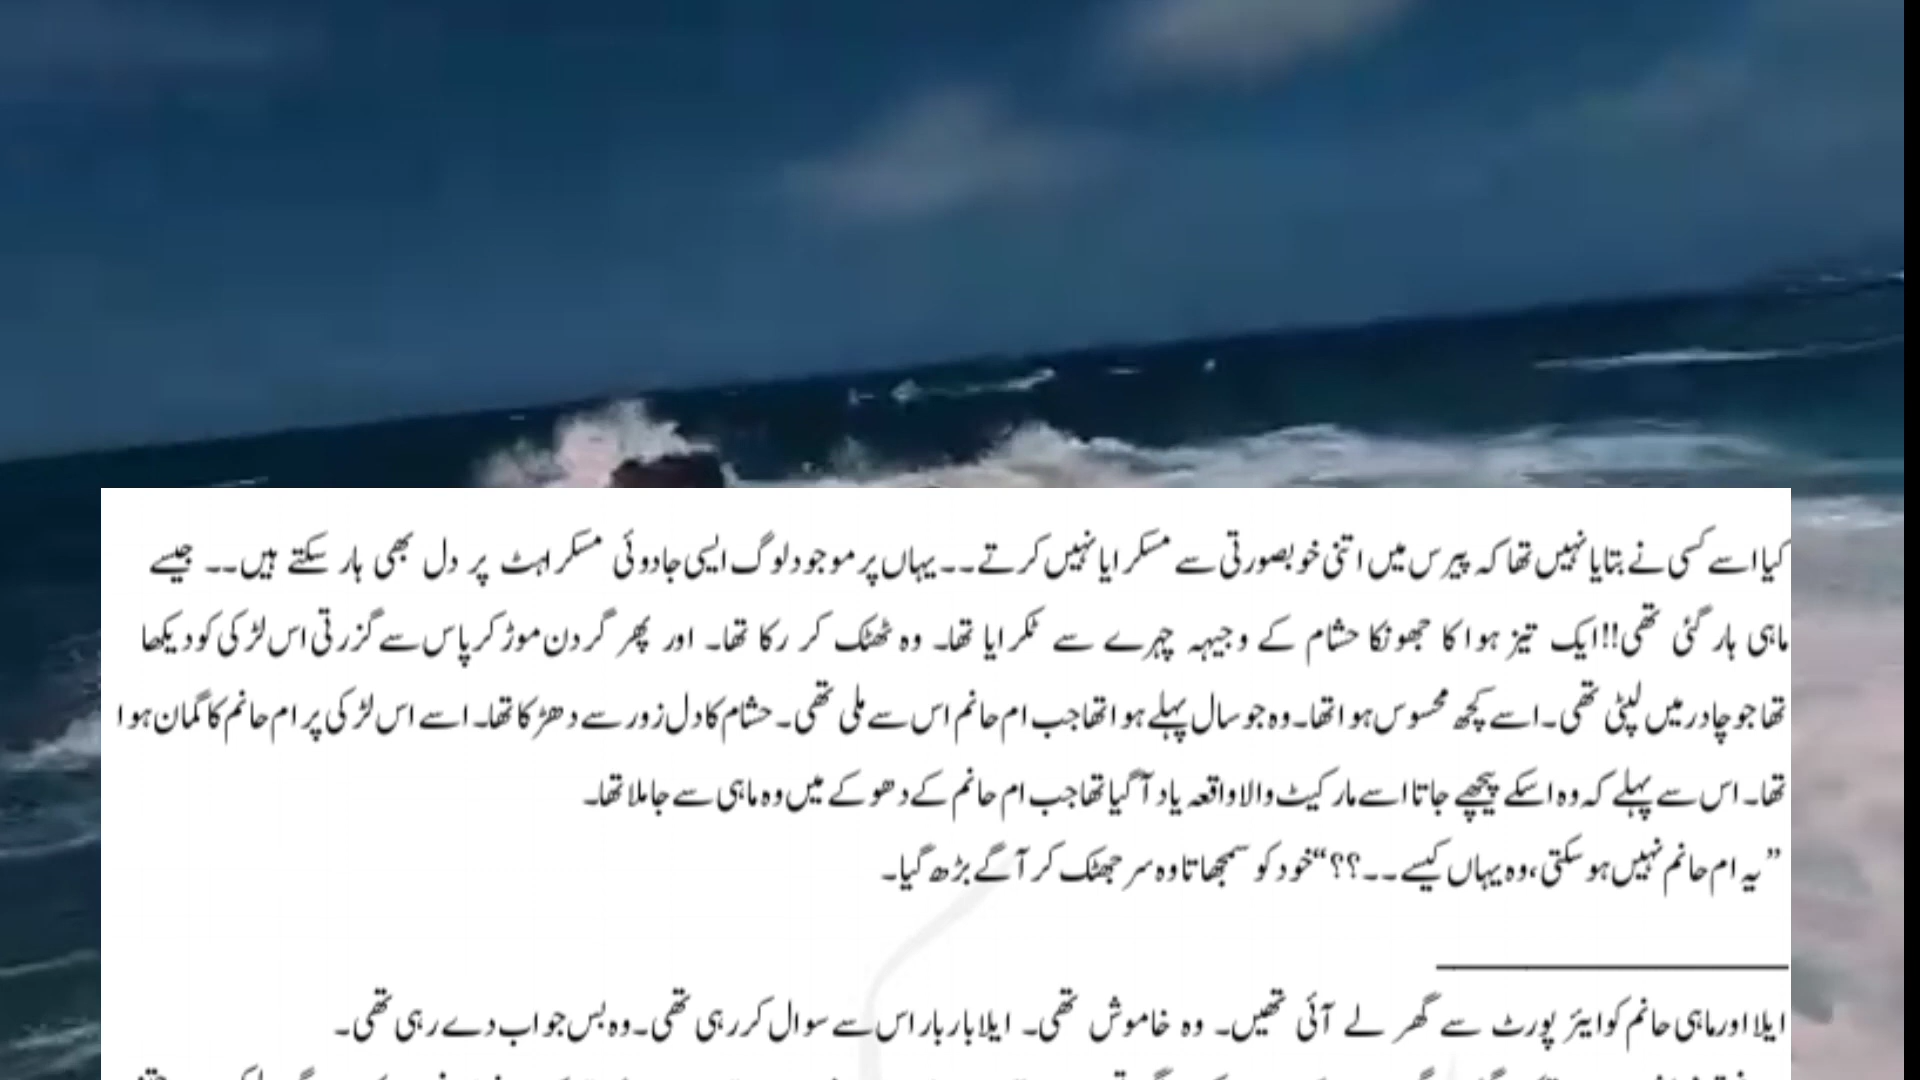 کیا اسے کسی نے بتایا نہیں تھا کہ پیرس میں اتنی خوبصورتی سے مسکرایا نہیں کرتے۔۔ یہاں پر موجود لوگ ایسی جادوئی مسکراہٹ پر دل بھی ہار سکتے ہیں۔۔ جیسے
ماہی ہار گئی تھی!! ایک تیز ہوا کا جھونکا حشام کے وجیہہ چہرے سے ٹکرایا تھا۔ وہ ٹھٹک کر رکا تھا۔ اور پھر گردن موڑ کر پاس سے گزرتی اس لڑکی کو دیکھا
تھا جو چادر میں لپٹی تھی۔ اسے کچھ محسوس ہوا تھا۔ وہ جو سال پہلے ہوا تھا جب ام حانم اس سے ملی تھی۔ حشام کا دل زور سے دھڑکا تھا۔ اسے اس لڑکی پر ام حانم کا گمان ہوا
تھا۔ اس سے پہلے کہ وہ اسکے پیچھے جاتا اسے مارکیٹ والا واقعہ یاد آگیا تھا جب ام حانم کے دھوکے میں وہ ماہی سے جا ملا تھا۔
”یہ ام حانم نہیں ہو سکتی، وہ یہاں کیسے۔۔؟؟“ خود کو سمجھاتا وہ سر جھٹک کر آگے بڑھ گیا۔
ایلا اور ماہی حانم کو ایئر پورٹ سے گھر لے آئی تھیں۔ وہ خاموش تھی۔ ایلا بار بار اس سے سوال کر رہی تھی۔ وہ بس جواب دے رہی تھی۔